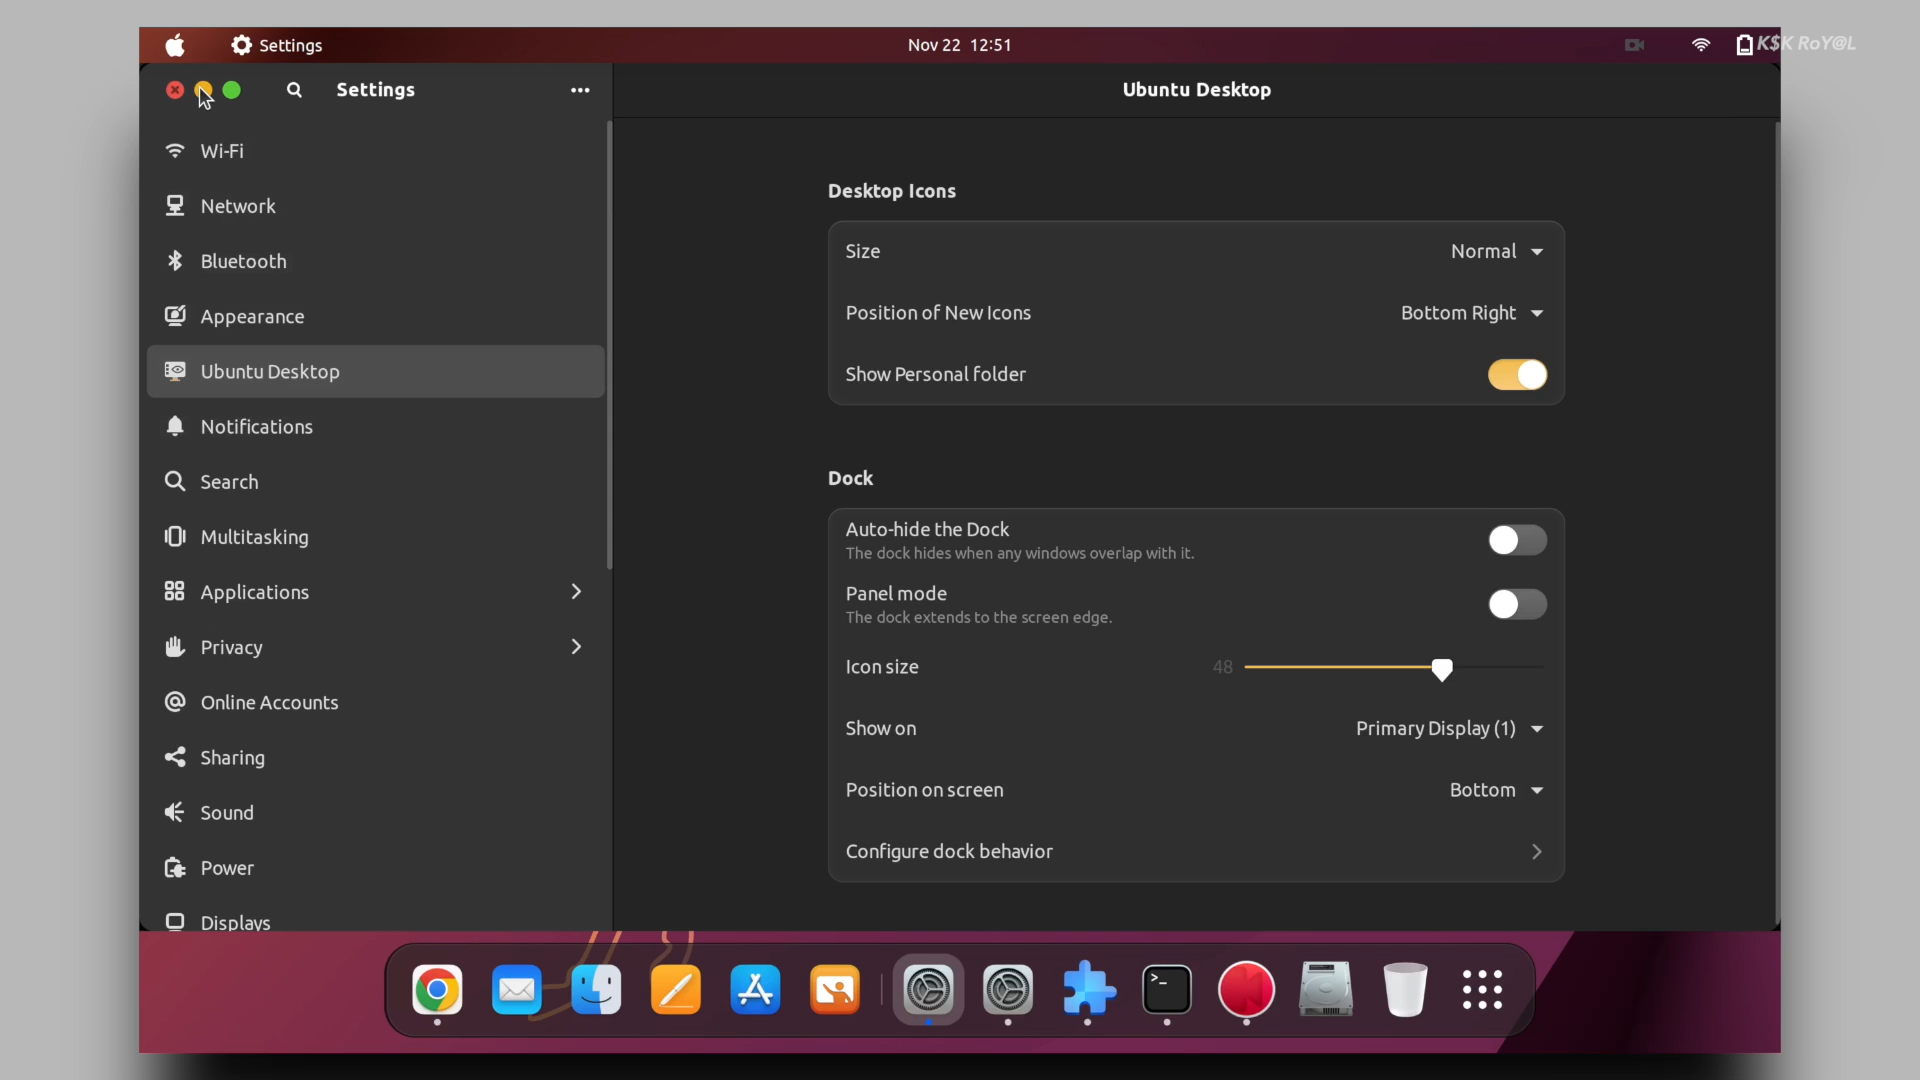 Settings
Nov 22 12:51
K$K RoY@L
Settings
Ubuntu Desktop
Wi-Fi
Network
Bluetooth
Appearance
Ubuntu Desktop
Notifications
Search
Multitasking
Applications
Privacy
Online Accounts
Sharing
Sound
Power
Displays
Desktop Icons
Size
Normal
Position of New Icons
Bottom Right
Show Personal folder
Dock
Auto-hide the Dock
The dock hides when any windows overlap with it.
Panel mode
The dock extends to the screen edge.
Icon size
48
Show on
Primary Display (1)
Position on screen
Bottom
Configure dock behavior
>_